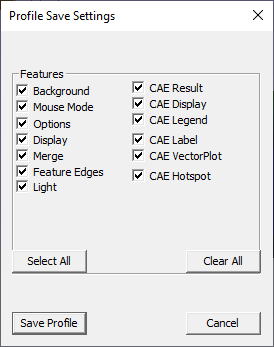 Profile Save Settings
Features
Background
Mouse Mode
Options
Display
Merge
Feature Edges
Light
CAE Result
CAE Display
CAE Legend
CAE Label
CAE VectorPlot
CAE Hotspot
Select All
Clear All
Save Profile
Cancel